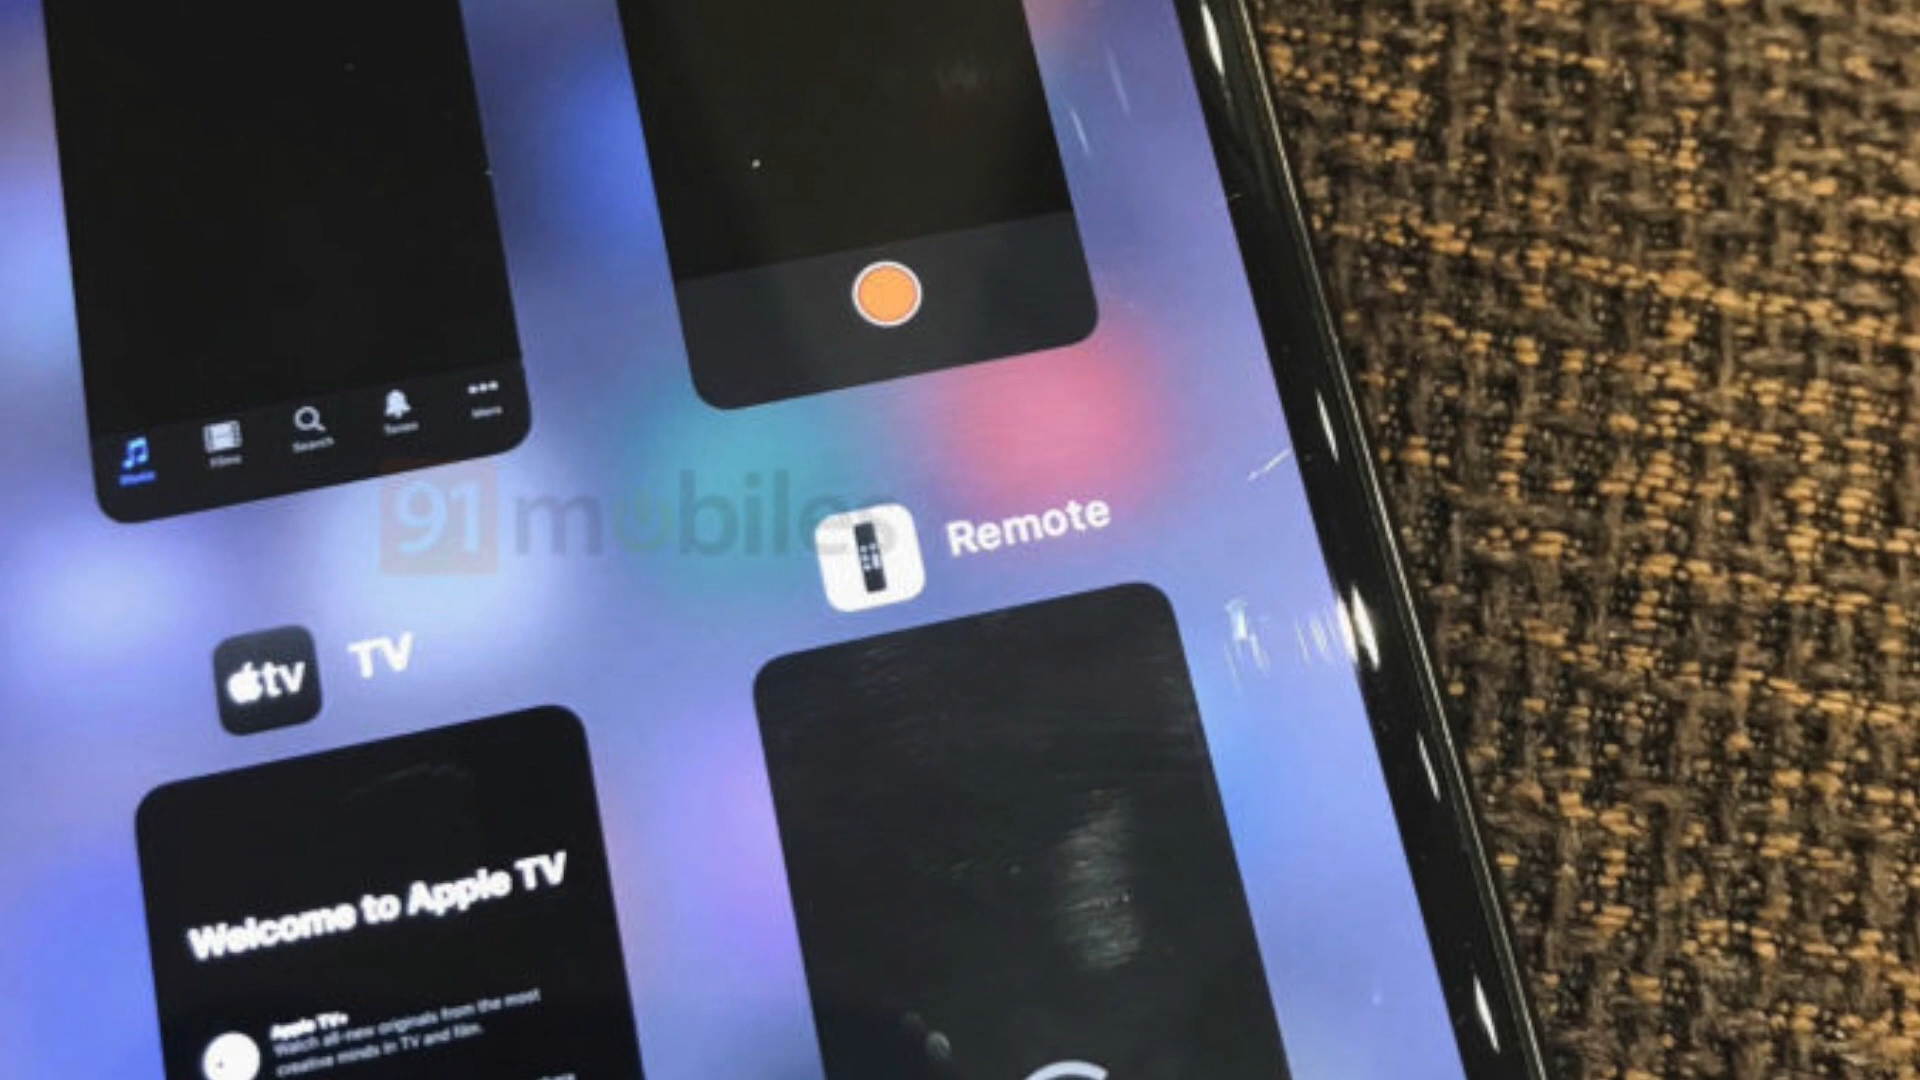 Films
Search
91mobiles
Remote
tv
TV
Welcome to Apple TV
Apple TV+
Watch all-new originals from the most
creative minds in TV and film.